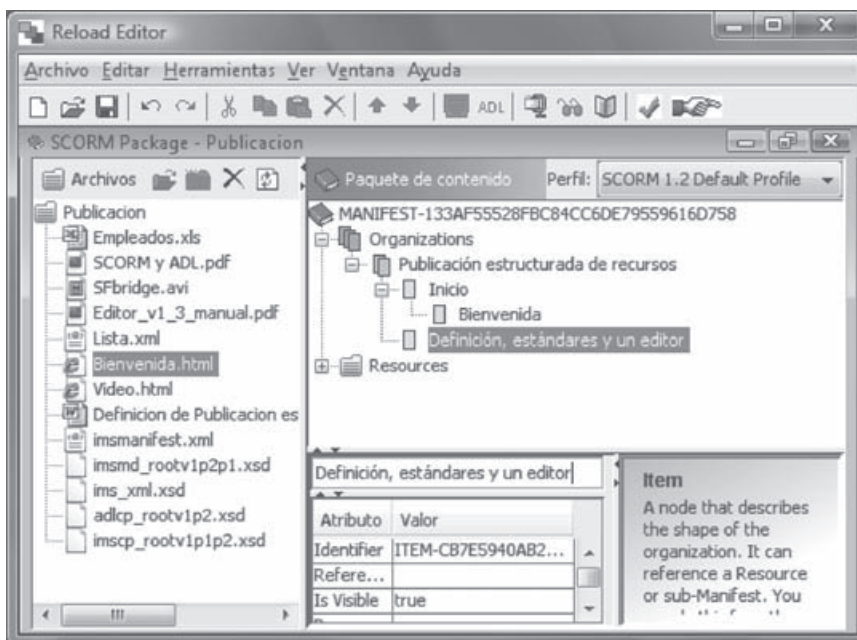 Reload Editor
Archivo Editar Herramientas Ver Ventana Ayuda
ADL
SCORM Package - Publicacion
Archivos
Publicacion
Empleados.xls
SCORM y ADL.pdf
SFbridge.avi
Editor_v1_3_manual.pdf
Lista.xml
Bienvenida.html
Video.html
Definicion de Publicacion es
imsmanifest.xml
imsmd_rootv1p2p1.xsd
ims_xml.xsd
adlcp_rootv1p2.xsd
imscp_rootv1p1p2.xsd
Paquete de contenido Perfil: SCORM 1.2 Default Profile
MANIFEST-133AF55528FBC84CC6DE79559616D758
Organizations
Publicación estructurada de recursos
Inicio
Bienvenida
Definición, estándares y un editor
Resources
Definición, estándares y un editor
Atributo Valor
Identifier ITEM-CB7E5940AB2...
Refere...
Is Visible true
Item
A node that describes
the shape of the
organization. It can
reference a Resource
or sub-Manifest. You